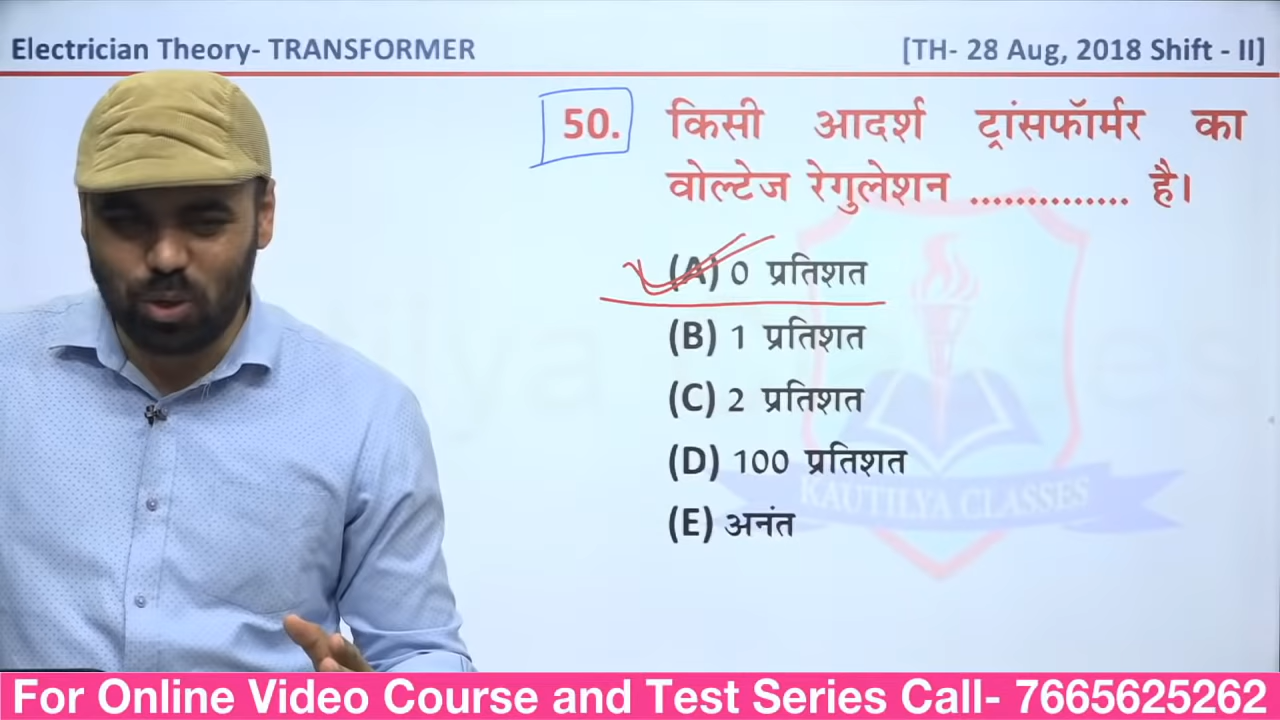 Electrician Theory- TRANSFORMER
[TH- 28 Aug, 2018 Shift - II]
50. किसी आदर्श ट्रांसफॉर्मर का
वोल्टेज रेगुलेशन .............. है।
(A) 0 प्रतिशत
(B) 1 प्रतिशत
(C) 2 प्रतिशत
(D) 100 प्रतिशत
(E) अनंत
KAUTILYA CLASSES
For Online Video Course and Test Series Call- 7665625262